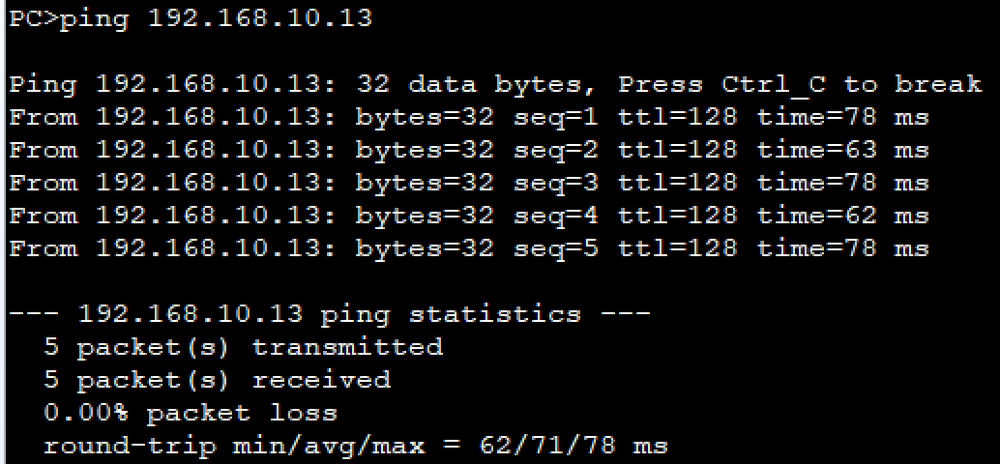 PC>ping 192.168.10.13
Ping 192.168.10.13: 32 data bytes, Press Ctrl_C to break
From 192.168.10.13: bytes=32 seq=1 ttl=128 time=78 ms
From 192.168.10.13: bytes=32 seq=2 ttl=128 time=63 ms
From 192.168.10.13: bytes=32 seq=3 ttl=128 time=78 ms
From 192.168.10.13: bytes=32 seq=4 ttl=128 time=62 ms
From 192.168.10.13: bytes=32 seq=5 ttl=128 time=78 ms
--- 192.168.10.13 ping statistics ---
5 packet(s) transmitted
5 packet(s) received
0.00% packet loss
round-trip min/avg/max = 62/71/78 ms